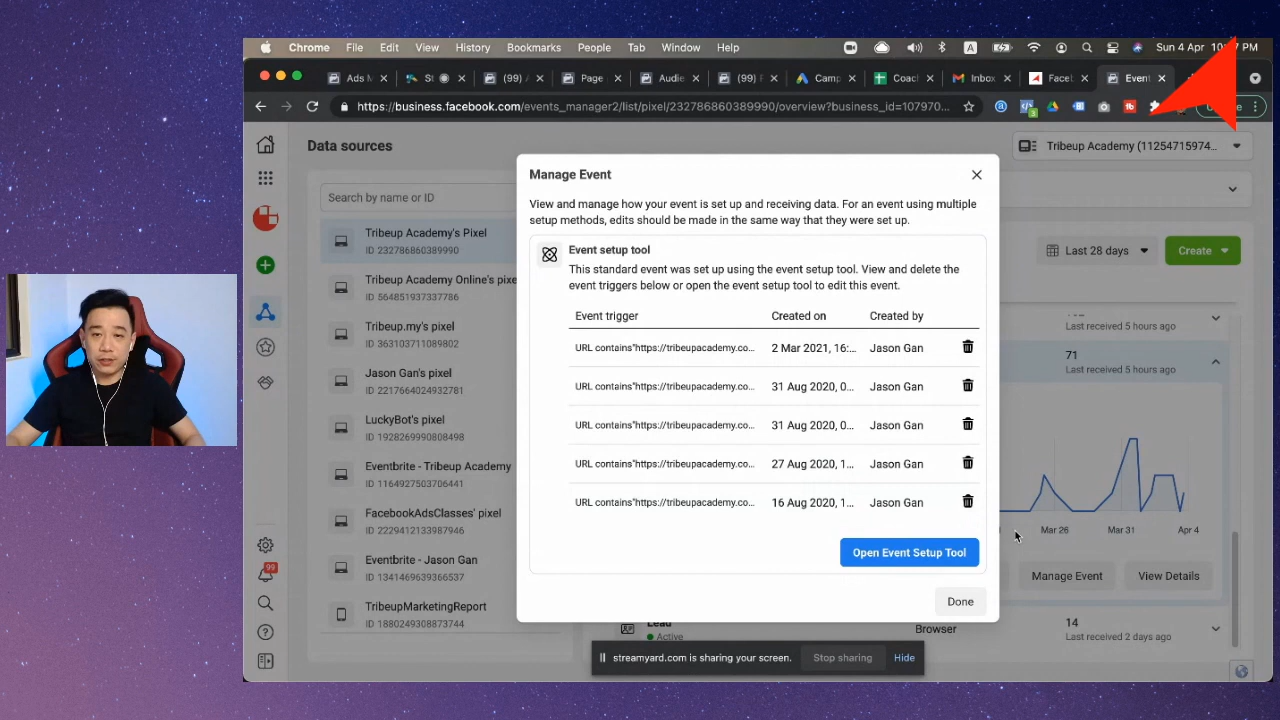 Chrome File Edit View History Bookmarks People Tab Window Help
A
Sun 4 Apr
PM
Ads M
St
(99)
Page
Audie
(99) F
Camp
Coach
Inbox
Facel
Event
https://business.facebook.com/events_manager2/list/pixel/232786860389990/overview?business_id=107970...
Data sources
Tribeup Academy (11254715974...
Search by name or ID
Tribeup Academy's Pixel
ID 232786860389990
Tribeup Academy Online's pixe
ID 564851937337786
Tribeup.my's pixel
ID 363103711089802
Jason Gan's pixel
ID 2217664024932781
LuckyBot's pixel
ID 1928269990808498
Eventbrite - Tribeup Academy
ID 1164927503706441
FacebookAdsClasses' pixel
ID 2229412133987946
Eventbrite - Jason Gan
ID 1341469639366537
TribeupMarketingReport
ID 1880249308873744
99
Manage Event
View and manage how your event is set up and receiving data. For an event using multiple
setup methods, edits should be made in the same way that they were set up.
Event setup tool
This standard event was set up using the event setup tool. View and delete the
event triggers below or open the event setup tool to edit this event.
Event trigger Created on Created by
URL contains"https://tribeupacademy.co... 2 Mar 2021, 16:... Jason Gan
URL contains"https://tribeupacademy.co... 31 Aug 2020, 0... Jason Gan
URL contains"https://tribeupacademy.co... 31 Aug 2020, 0... Jason Gan
URL contains"https://tribeupacademy.co... 27 Aug 2020, 1... Jason Gan
URL contains"https://tribeupacademy.co... 16 Aug 2020, 1... Jason Gan
Open Event Setup Tool
Done
Last 28 days
Create
Last received 5 hours ago
71
Last received 5 hours ago
Mar 26 Mar 31 Apr 4
Manage Event View Details
Lead
Active
Browser
14
Last received 2 days ago
streamyard.com is sharing your screen. Stop sharing Hide